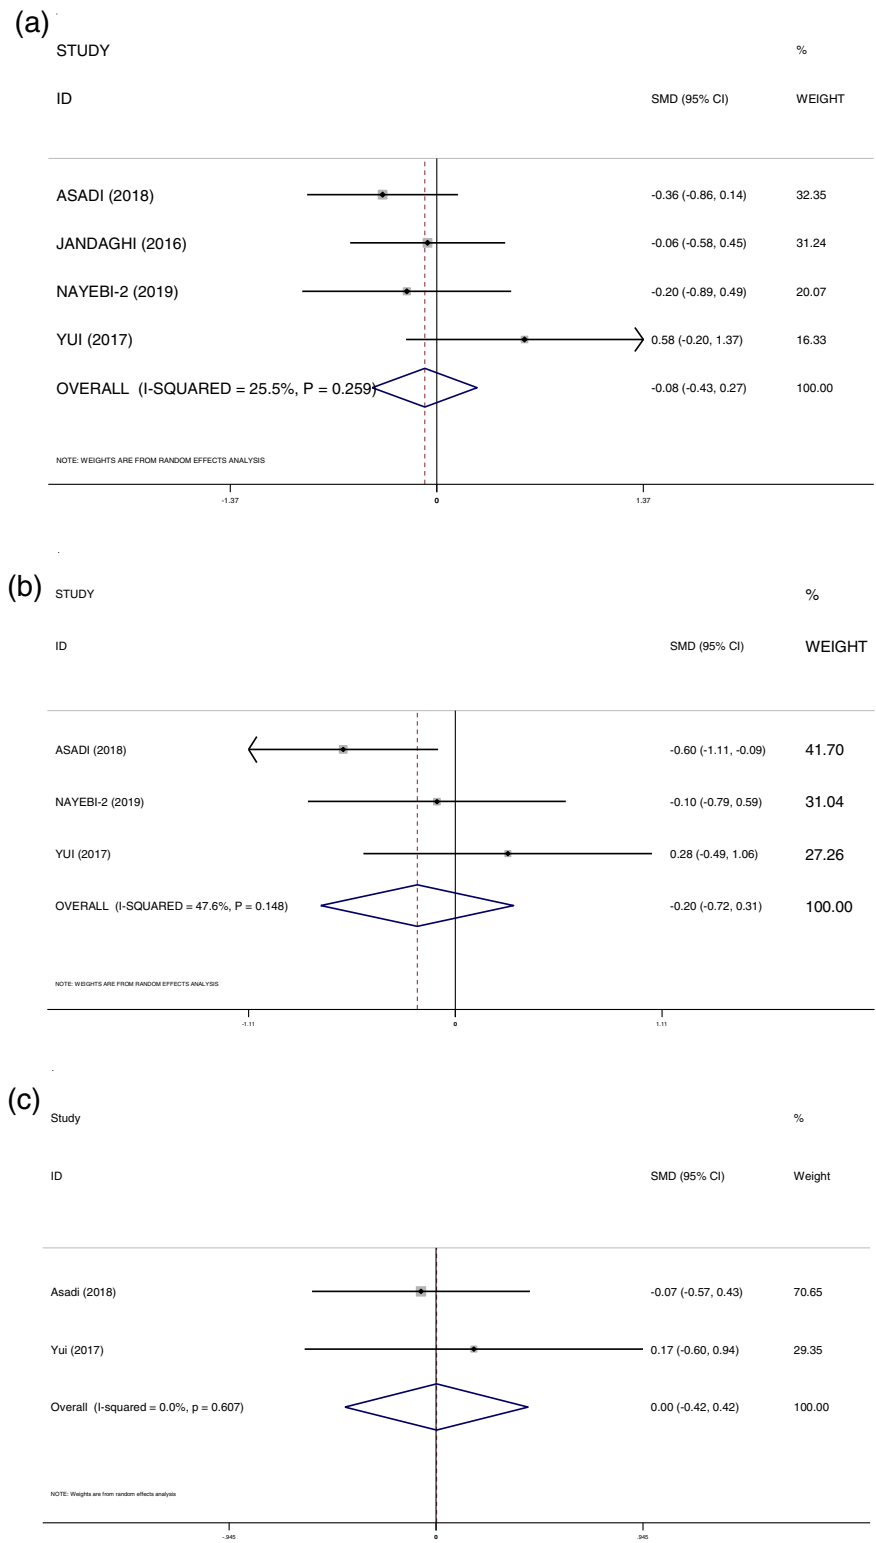 (a)
STUDY %
ID SMD (95% CI) WEIGHT
ASADI (2018) -0.36 (-0.86, 0.14) 32.35
JANDAGHI (2016) -0.06 (-0.58, 0.45) 31.24
NAYEBI-2 (2019) -0.20 (-0.89, 0.49) 20.07
YUI (2017) 0.58 (-0.20, 1.37) 16.33
OVERALL (I-SQUARED = 25.5%, P = 0.259) -0.08 (-0.43, 0.27) 100.00
NOTE: WEIGHTS ARE FROM RANDOM EFFECTS ANALYSIS
-1.37 0 1.37
(b)
STUDY %
ID SMD (95% CI) WEIGHT
ASADI (2018) -0.60 (-1.11, -0.09) 41.70
NAYEBI-2 (2019) -0.10 (-0.79, 0.59) 31.04
YUI (2017) 0.28 (-0.49, 1.06) 27.26
OVERALL (I-SQUARED = 47.6%, P = 0.148) -0.20 (-0.72, 0.31) 100.00
NOTE: WEIGHTS ARE FROM RANDOM EFFECTS ANALYSIS
-1.11 0 1.11
(c)
Study %
ID SMD (95% CI) Weight
Asadi (2018) -0.07 (-0.57, 0.43) 70.65
Yui (2017) 0.17 (-0.60, 0.94) 29.35
Overall (I-squared = 0.0%, p = 0.607) 0.00 (-0.42, 0.42) 100.00
NOTE: Weights are from random effects analysis
-.945 0 .945